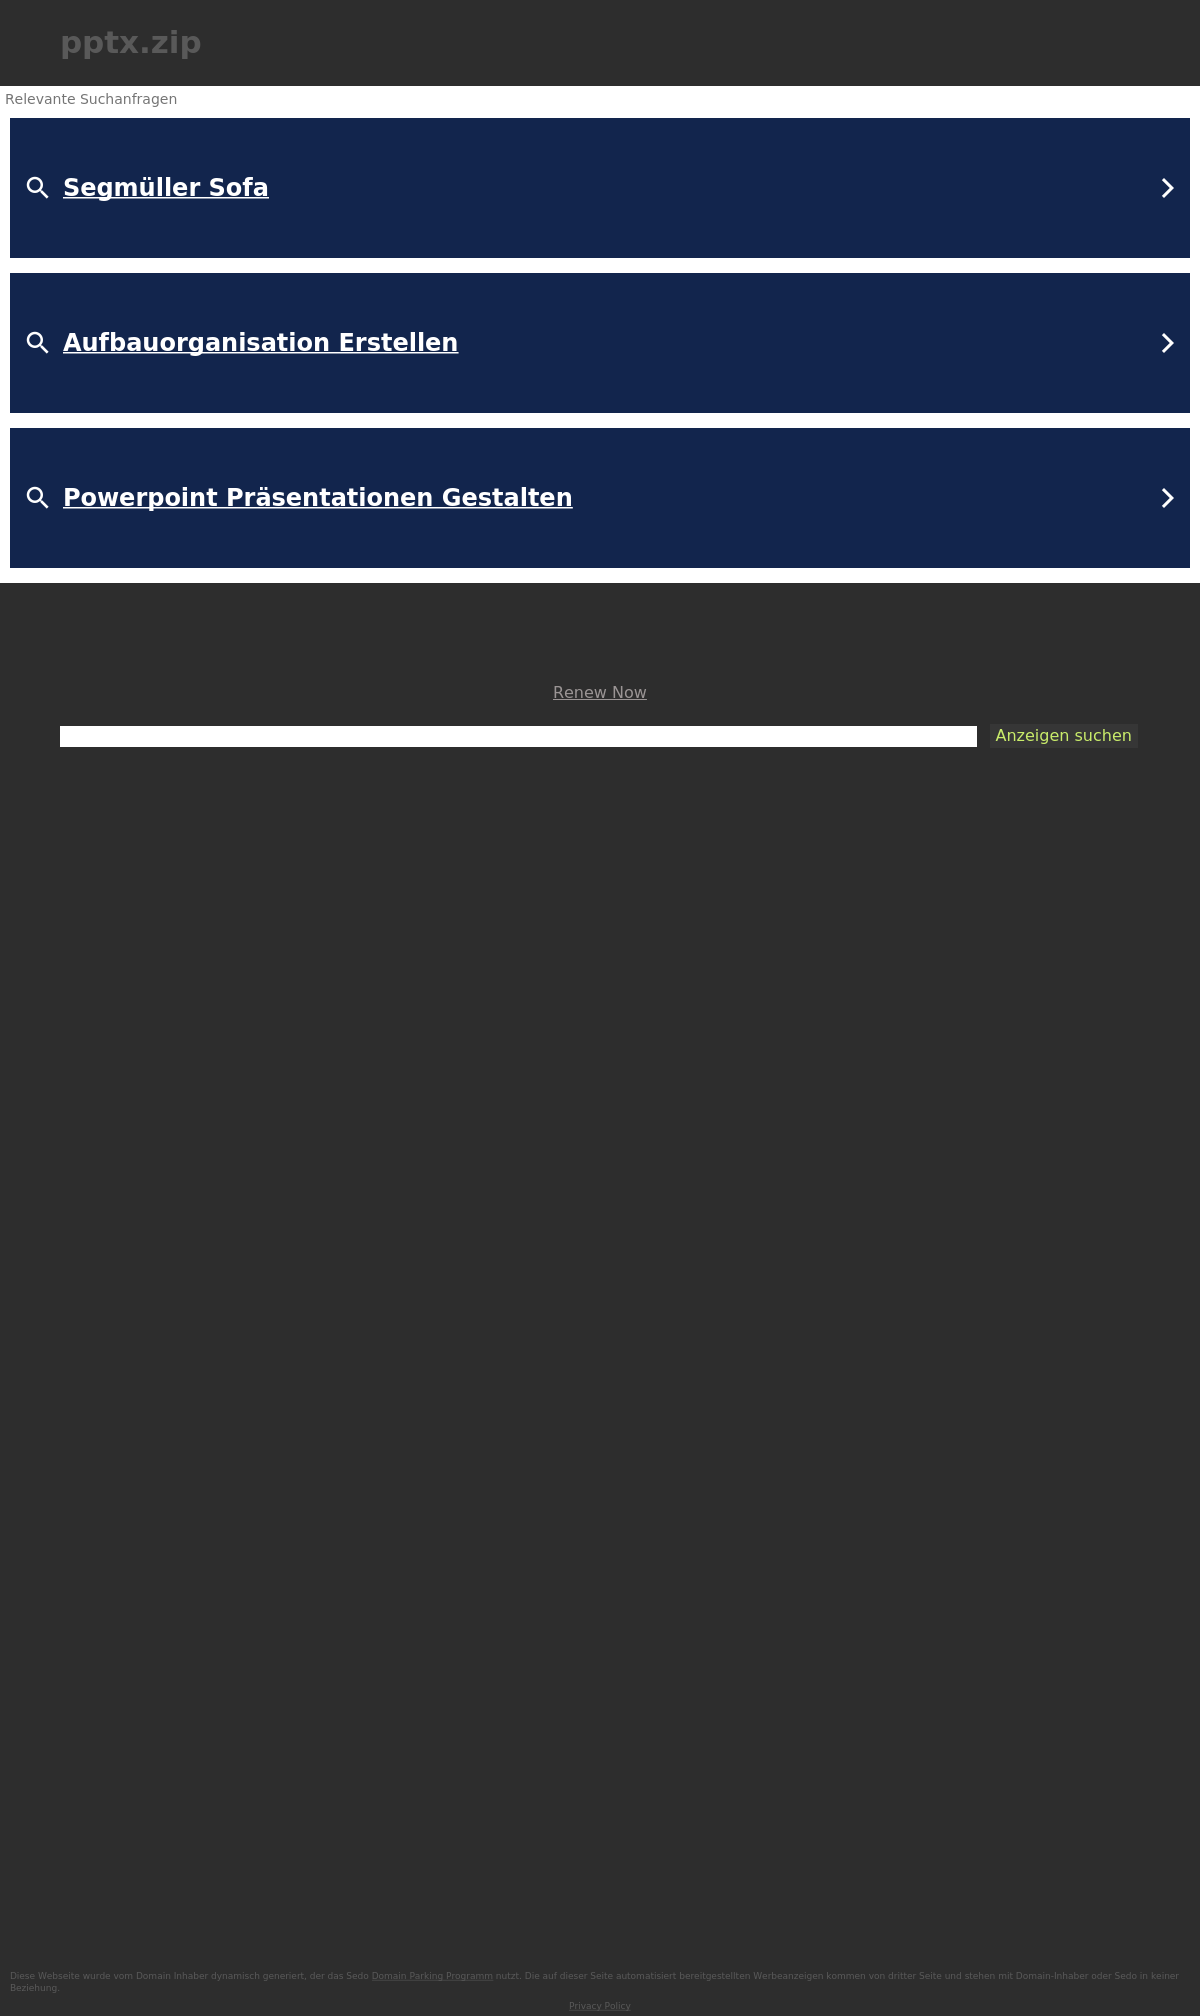 pptx.zip
Relevante Suchanfragen
Segmüller Sofa
Aufbauorganisation Erstellen
Powerpoint Präsentationen Gestalten
Renew Now
Anzeigen suchen
Diese Webseite wurde vom Domain Inhaber dynamisch generiert, der das Sedo Domain Parking Programm nutzt. Die auf dieser Seite automatisiert bereitgestellten Werbeanzeigen kommen von dritter Seite und stehen mit Domain-Inhaber oder Sedo in keiner
Beziehung.
Privacy Policy